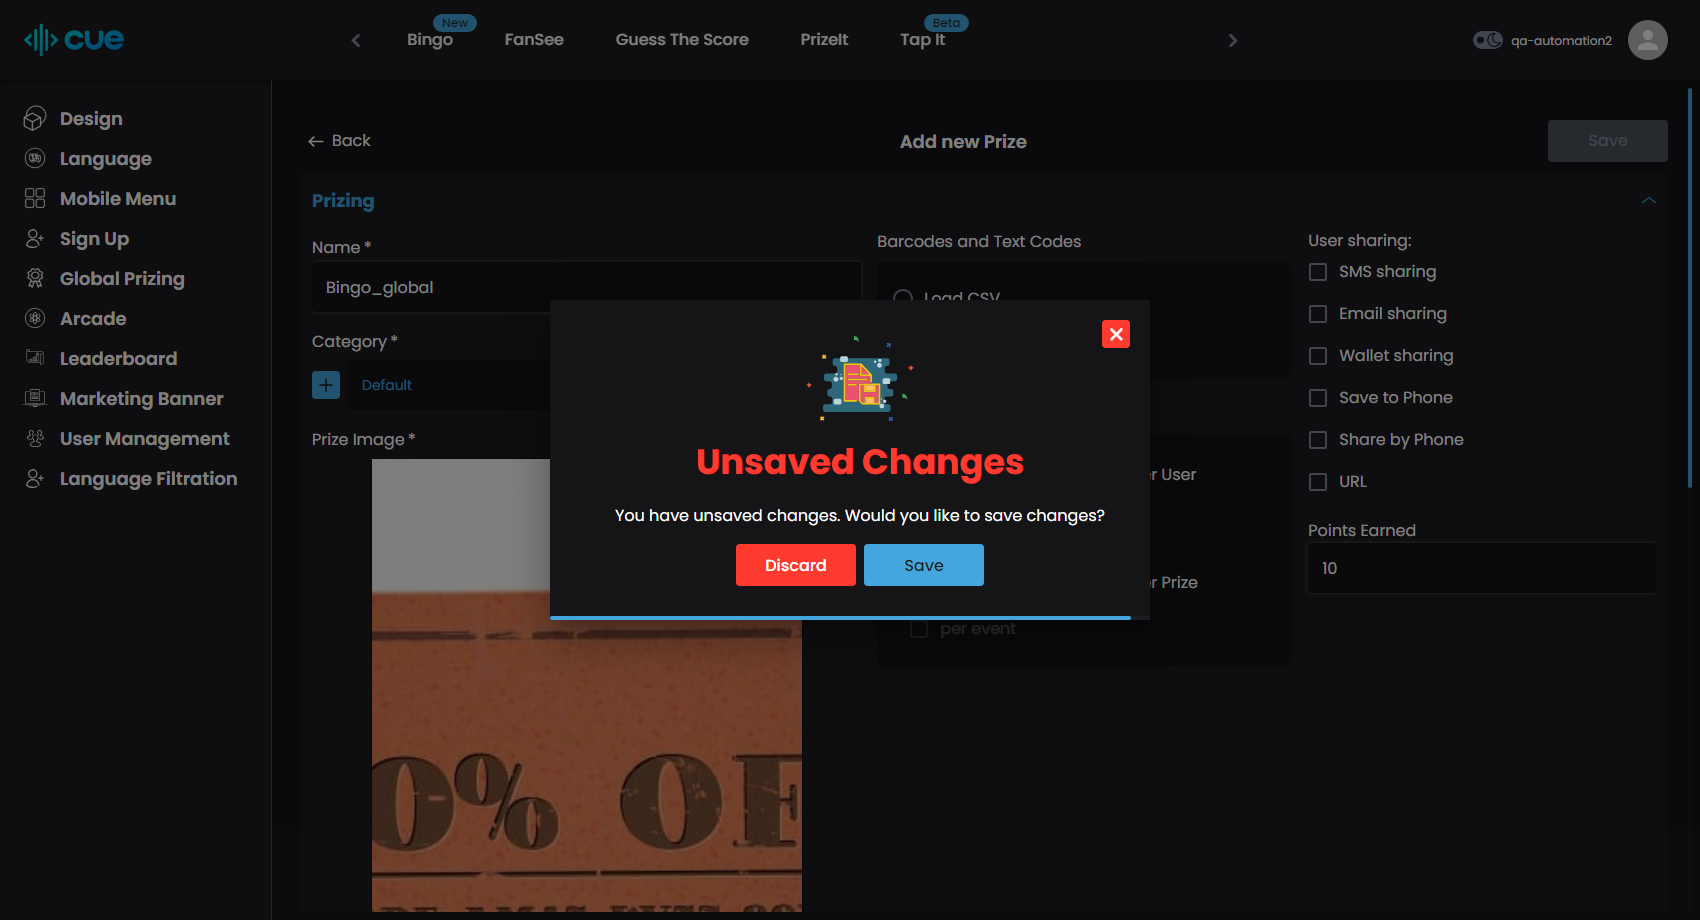 cue
Bingo
New
FanSee
Guess The Score
PrizeIt
Tap It
Beta
qa-automation2
Design
Language
Mobile Menu
Sign Up
Global Prizing
Arcade
Leaderboard
Marketing Banner
User Management
Language Filtration
Back
Add new Prize
Save
Prizing
Name *
Bingo_global
Category *
Default
Prize Image *
0% OF
Barcodes and Text Codes
Load CSV
r User
r Prize
per event
User sharing:
SMS sharing
Email sharing
Wallet sharing
Save to Phone
Share by Phone
URL
Points Earned
10
Unsaved Changes
You have unsaved changes. Would you like to save changes?
Discard
Save